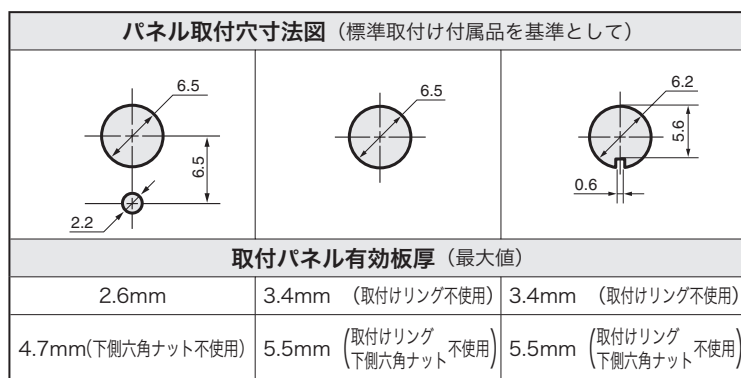 パネル取付穴寸法図（標準取付け付属品を基準として）
6.5
6.5
2.2
6.5
6.2
5.6
0.6
取付パネル有効板厚（最大値）
2.6mm
3.4mm （取付けリング不使用）
3.4mm （取付けリング不使用）
4.7mm(下側六角ナット不使用)
5.5mm (取付けリング
下側六角ナット 不使用)
5.5mm (取付けリング
下側六角ナット 不使用)